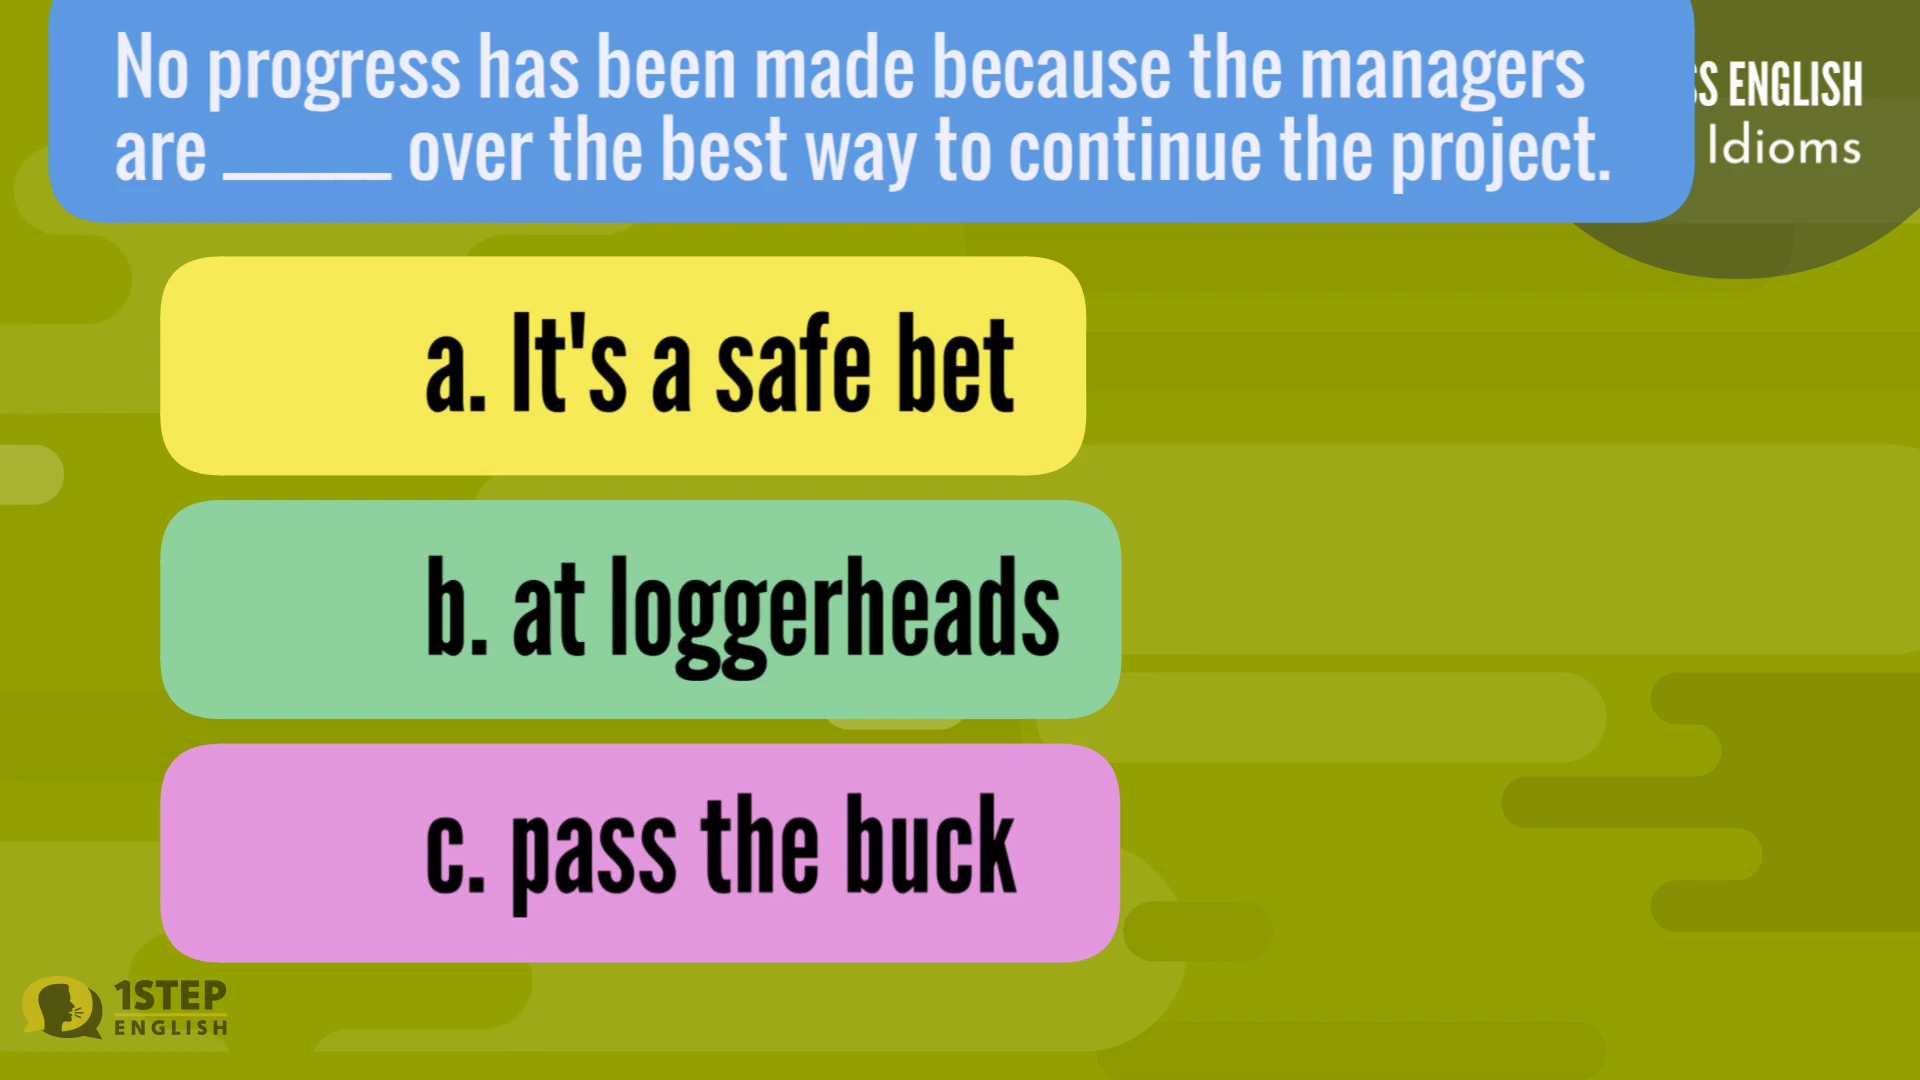 No progress has been made because the managers
are _____ over the best way to continue the project.
ENGLISH
Idioms
a. It's a safe bet
b. at loggerheads
c. pass the buck
1STEP
ENGLISH